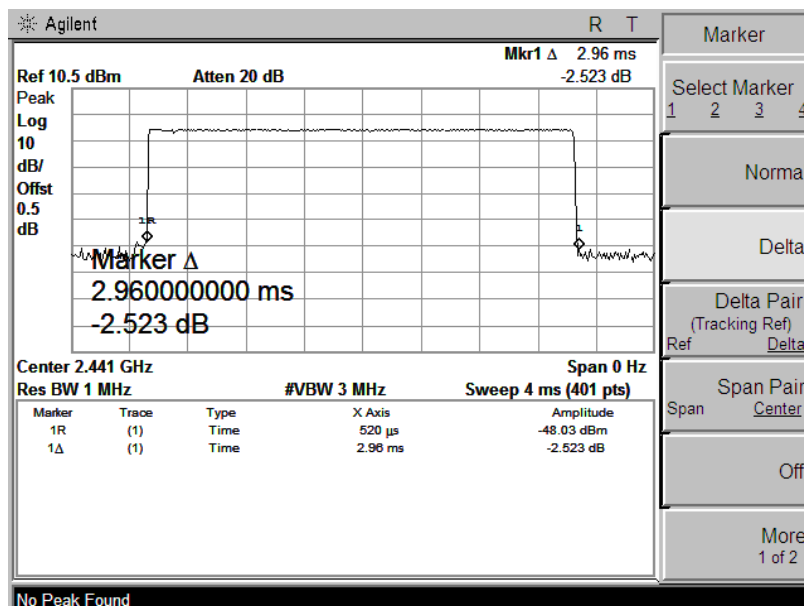 Agilent R T
Mkr1 Δ 2.96 ms
Ref 10.5 dBm Atten 20 dB -2.523 dB
Peak
Log
10
dB/
Offst
0.5
dB
1R
1
Marker Δ
2.960000000 ms
-2.523 dB
Center 2.441 GHz Span 0 Hz
Res BW 1 MHz #VBW 3 MHz Sweep 4 ms (401 pts)
Marker Trace Type X Axis Amplitude
1R (1) Time 520 µs -48.03 dBm
1Δ (1) Time 2.96 ms -2.523 dB
No Peak Found
Marker
Select Marker
1 2 3 4
Norma
Delta
Delta Pair
(Tracking Ref)
Ref Delta
Span Pair
Span Center
Off
More
1 of 2